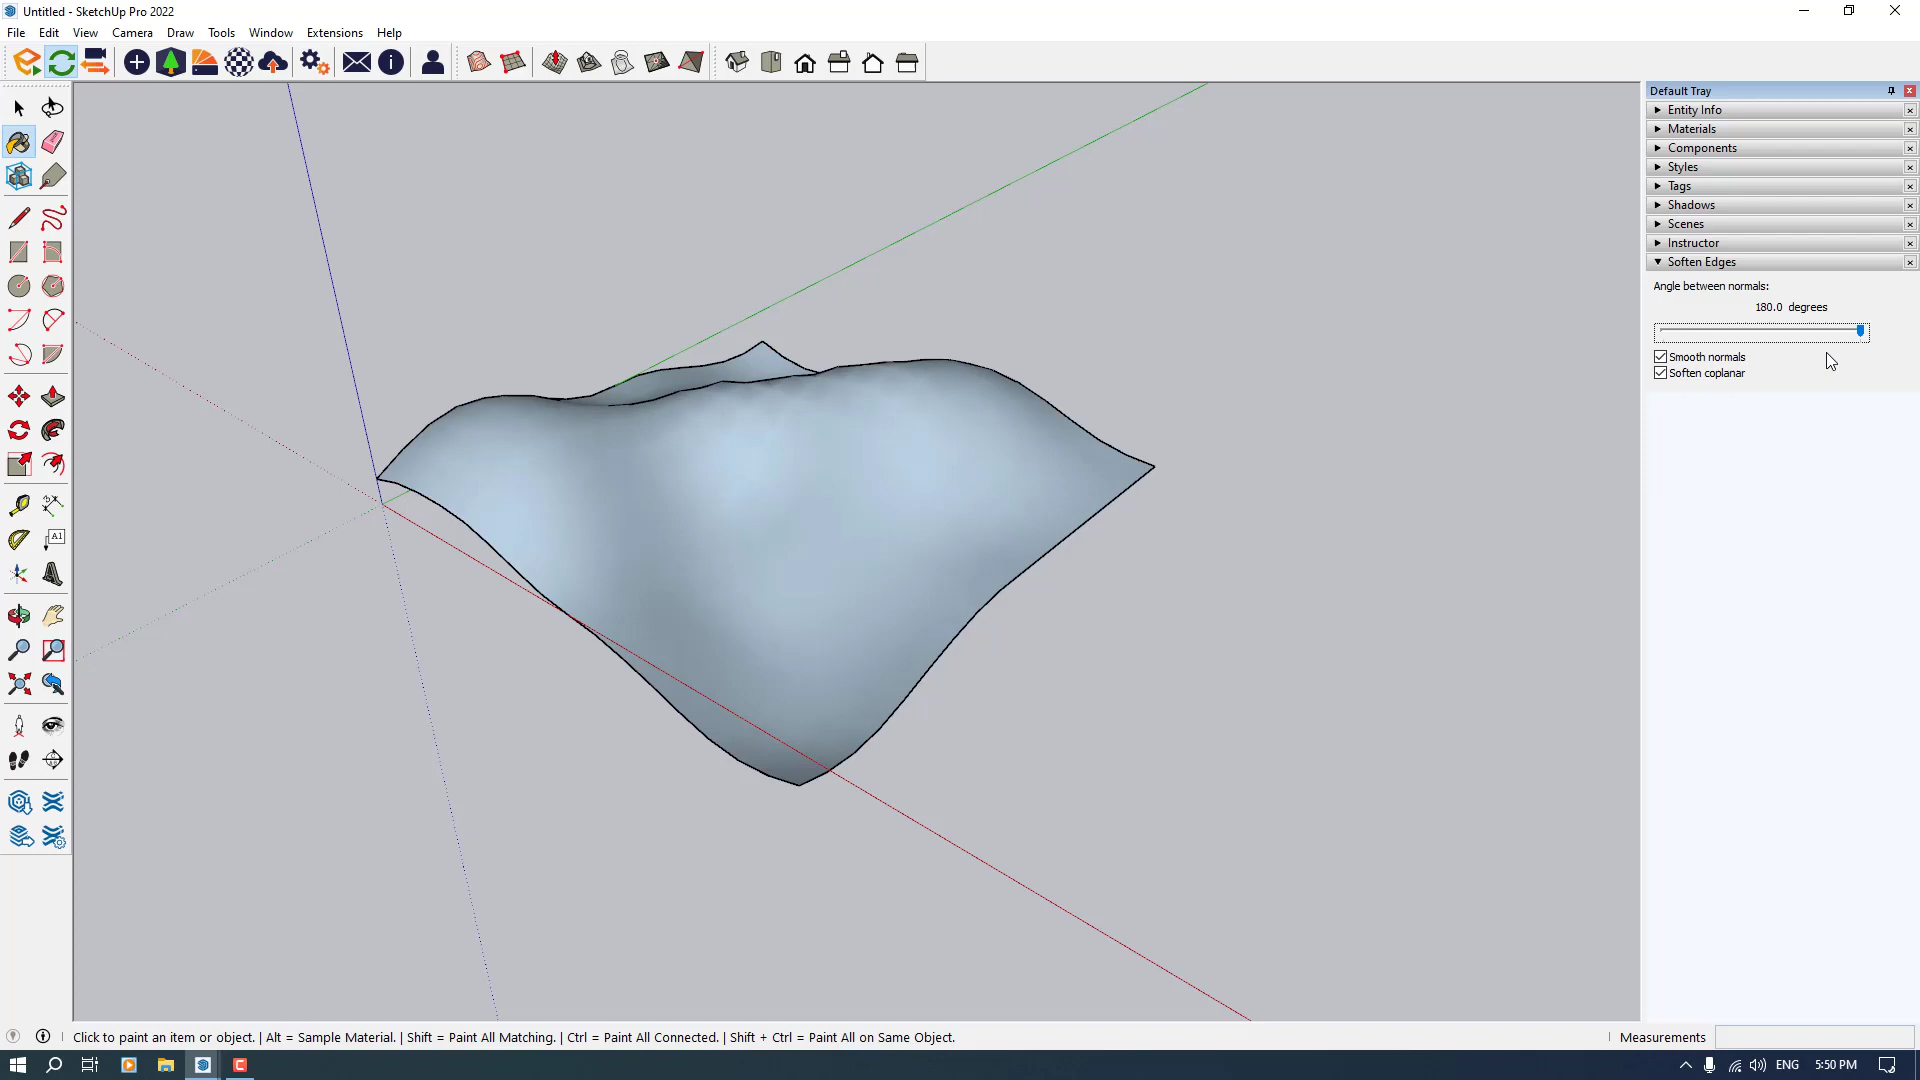 Untitled - SketchUp Pro 2022
File Edit View Camera Draw Tools Window Extensions Help
Default Tray
Entity Info
Materials
Components
Styles
Tags
Shadows
Scenes
Instructor
Soften Edges
Angle between normals:
180.0 degrees
Smooth normals
Soften coplanar
A1
Click to paint an item or object. | Alt = Sample Material. | Shift = Paint All Matching. | Ctrl = Paint All Connected. | Shift + Ctrl = Paint All on Same Object.
Measurements
ENG 5:50 PM